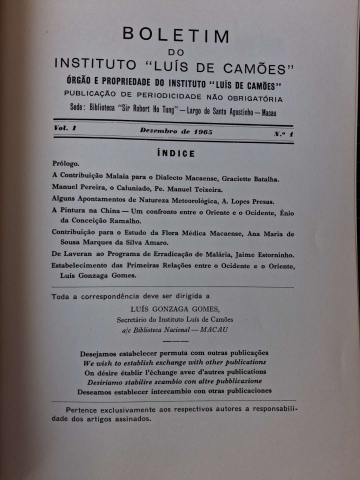 BOLETIM
DO
INSTITUTO "LUÍS DE CAMÕES"
ÓRGÃO E PROPRIEDADE DO INSTITUTO "LUÍS DE CAMÕES"
PUBLICAÇÃO DE PERIODICIDADE NÃO OBRIGATÓRIA
Sede: Biblioteca "Sir Robert Ho Tung" — Largo de Santo Agostinho — Macau
Vol. I Dezembro de 1965 N.º 1
ÍNDICE
Prólogo.
A Contribuição Malaia para o Dialecto Macaense, Graciette Batalha.
Manuel Pereira, o Caluniado, Pe. Manuel Teixeira.
Alguns Apontamentos de Natureza Meteorológica, A. Lopes Presas.
A Pintura na China — Um confronto entre o Oriente e o Ocidente, Énio
da Conceição Ramalho.
Contribuição para o Estudo da Flora Médica Macaense, Ana Maria de
Sousa Marques da Silva Amaro.
De Laveran ao Programa de Erradicação de Malária, Jaime Estorninho.
Estabelecimento das Primeiras Relações entre o Ocidente e o Oriente,
Luís Gonzaga Gomes.
Toda a correspondência deve ser dirigida a
LUÍS GONZAGA GOMES,
Secretário do Instituto Luís de Camões
a/c Biblioteca Nacional — MACAU
Desejamos estabelecer permuta com outras publicações
We wish to establish exchange with other publications
On désire établir l'échange avec d'autres publications
Desiriamo stabilire scambio con altre pubblicazione
Deseamos establecer intercambio con otras publicaciones
Pertence exclusivamente aos respectivos autores a responsabili-
dade dos artigos assinados.